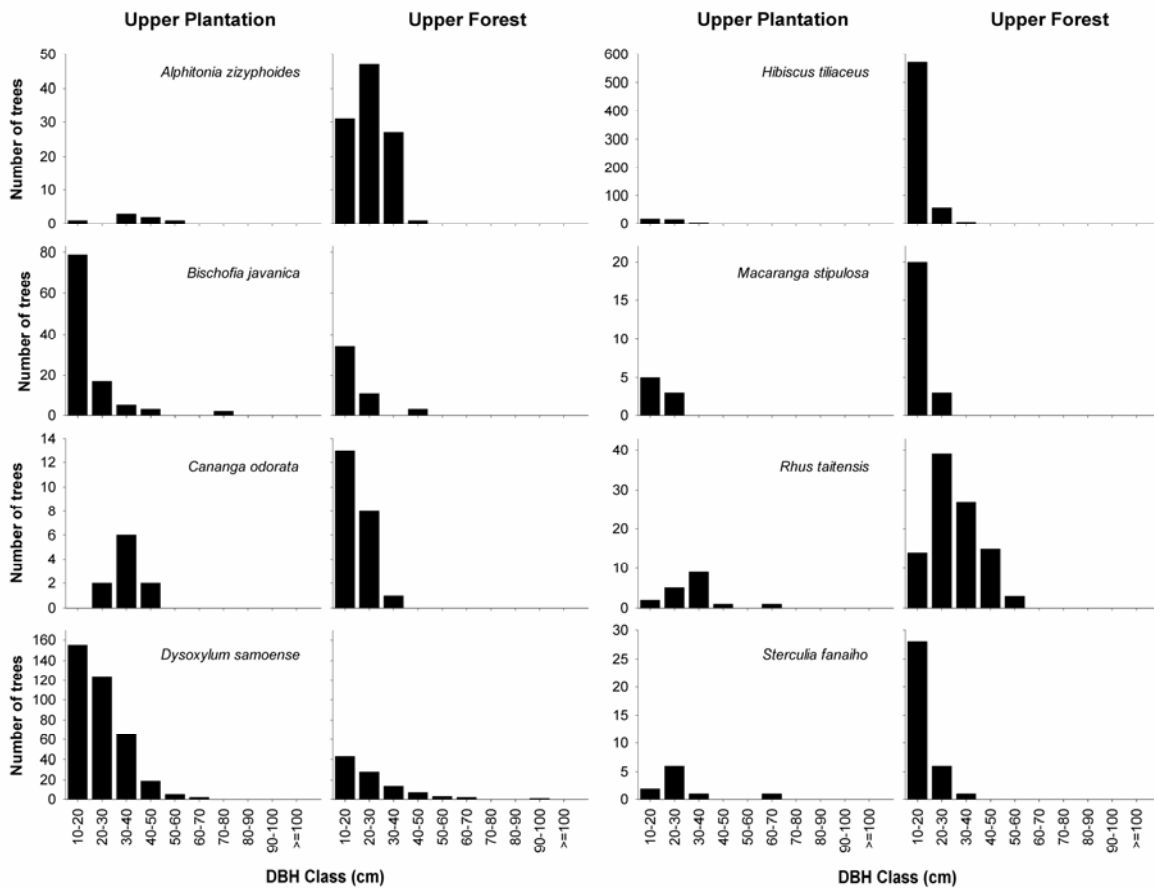 Upper Plantation Upper Forest Upper Plantation Upper Forest
Number of trees
50
40
30
20
10
0
Alphitonia zizyphoides
Number of trees
80
60
40
20
0
Bischofia javanica
Number of trees
14
12
10
8
6
4
2
0
Cananga odorata
Number of trees
160
140
120
100
80
60
40
20
0
Dysoxylum samoense
10-20 20-30 30-40 40-50 50-60 60-70 70-80 80-90 90-100 >=100
10-20 20-30 30-40 40-50 50-60 60-70 70-80 80-90 90-100 >=100
DBH Class (cm)
600
500
400
300
200
100
0
Hibiscus tiliaceus
20
15
10
5
0
Macaranga stipulosa
40
30
20
10
0
Rhus taitensis
30
25
20
15
10
5
0
Sterculia fanaiho
10-20 20-30 30-40 40-50 50-60 60-70 70-80 80-90 90-100 >=100
10-20 20-30 30-40 40-50 50-60 60-70 70-80 80-90 90-100 >=100
DBH Class (cm)